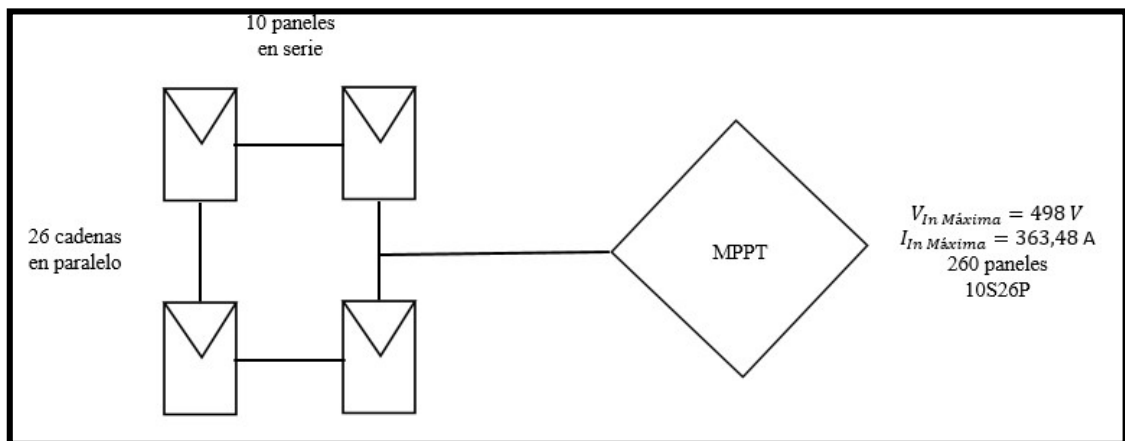 10 paneles
en serie
26 cadenas
en paralelo
MPPT
V_{In Máxima} = 498 V
I_{In Máxima} = 363,48 A
260 paneles
10S26P